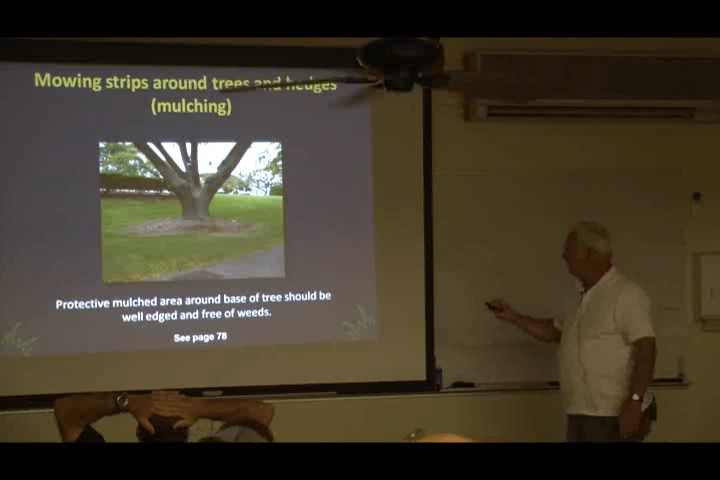 Mowing strips around trees and hedges
(mulching)
Protective mulched area around base of tree should be
well edged and free of weeds.
See page 78